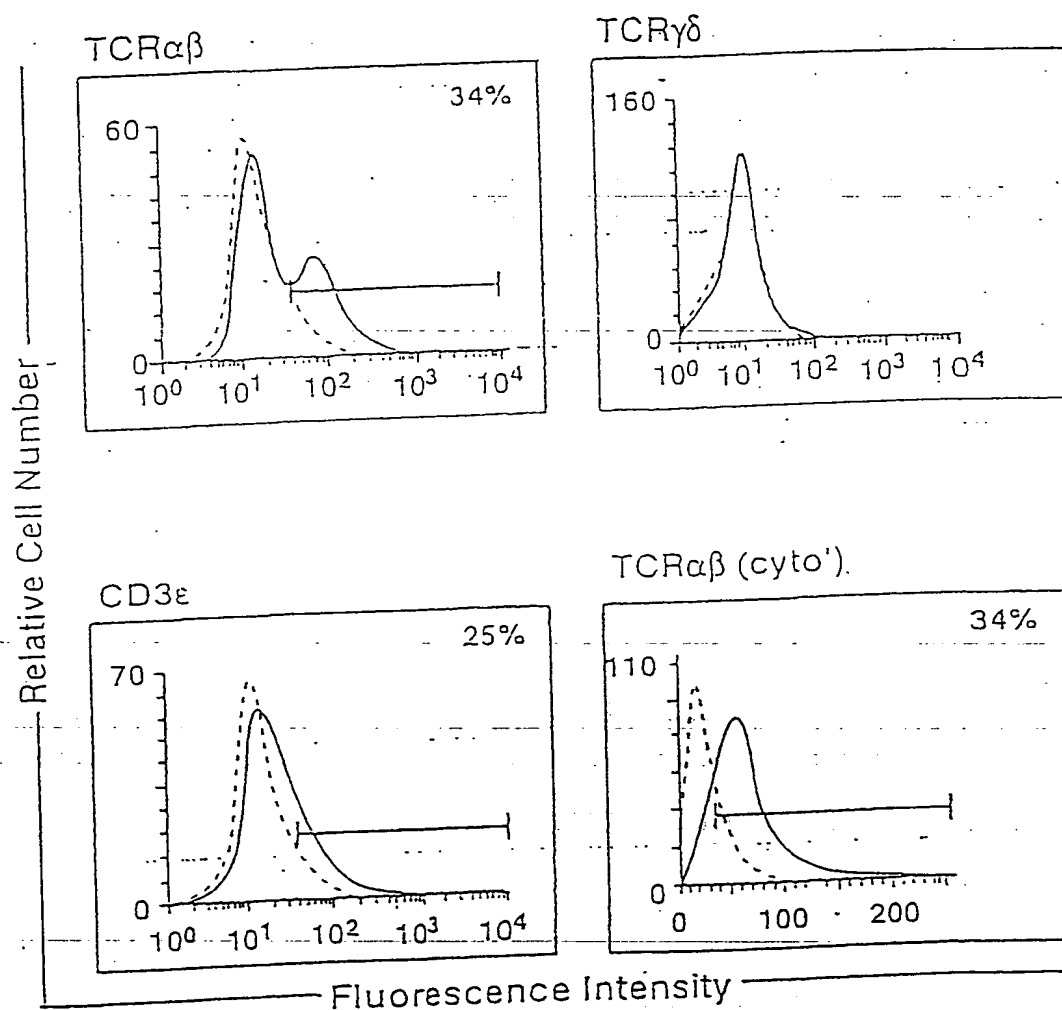 TCRαβ
34%
60
0
10⁰ 10¹ 10² 10³ 10⁴
TCRγδ
160
0
10⁰ 10¹ 10² 10³ 10⁴
CD3ε
25%
70
0
10⁰ 10¹ 10² 10³ 10⁴
TCRαβ (cyto').
34%
110
0
0 100 200
Relative Cell Number
Fluorescence Intensity